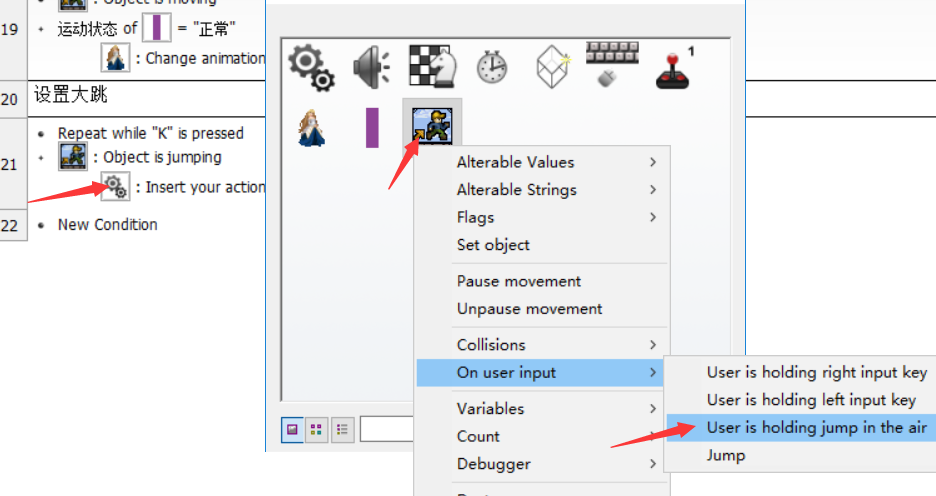 : Object is moving
19
运动状态 of = "正常"
: Change animation
20
设置大跳
21
Repeat while "K" is pressed
: Object is jumping
: Insert your action
22
New Condition
1
Alterable Values
Alterable Strings
Flags
Set object
Pause movement
Unpause movement
Collisions
On user input
Variables
Count
Debugger
User is holding right input key
User is holding left input key
User is holding jump in the air
Jump